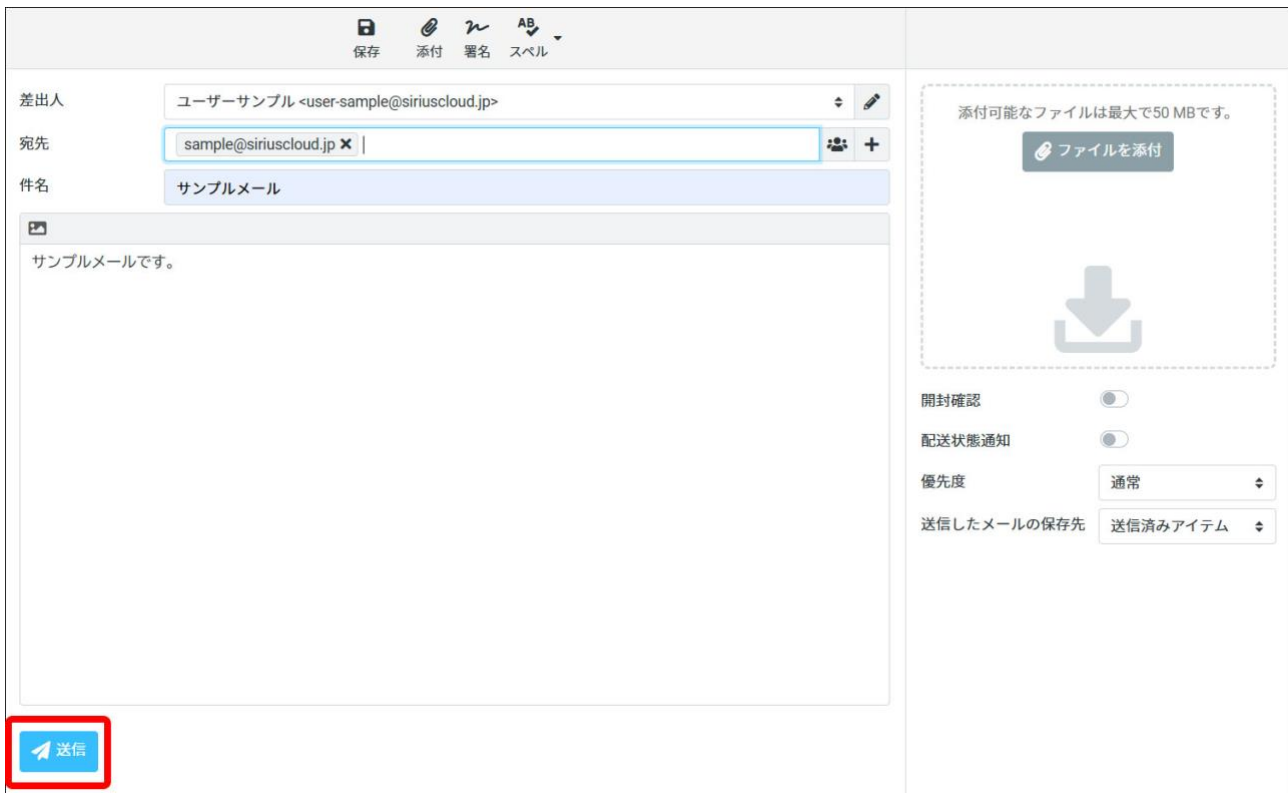 保存 添付 署名 スペル
差出人 ユーザーサンプル <user-sample@siriuscloud.jp>
宛先 sample@siriuscloud.jp
件名 サンプルメール
サンプルメールです。
送信
添付可能なファイルは最大で50 MBです。
ファイルを添付
開封確認
配送状態通知
優先度 通常
送信したメールの保存先 送信済みアイテム